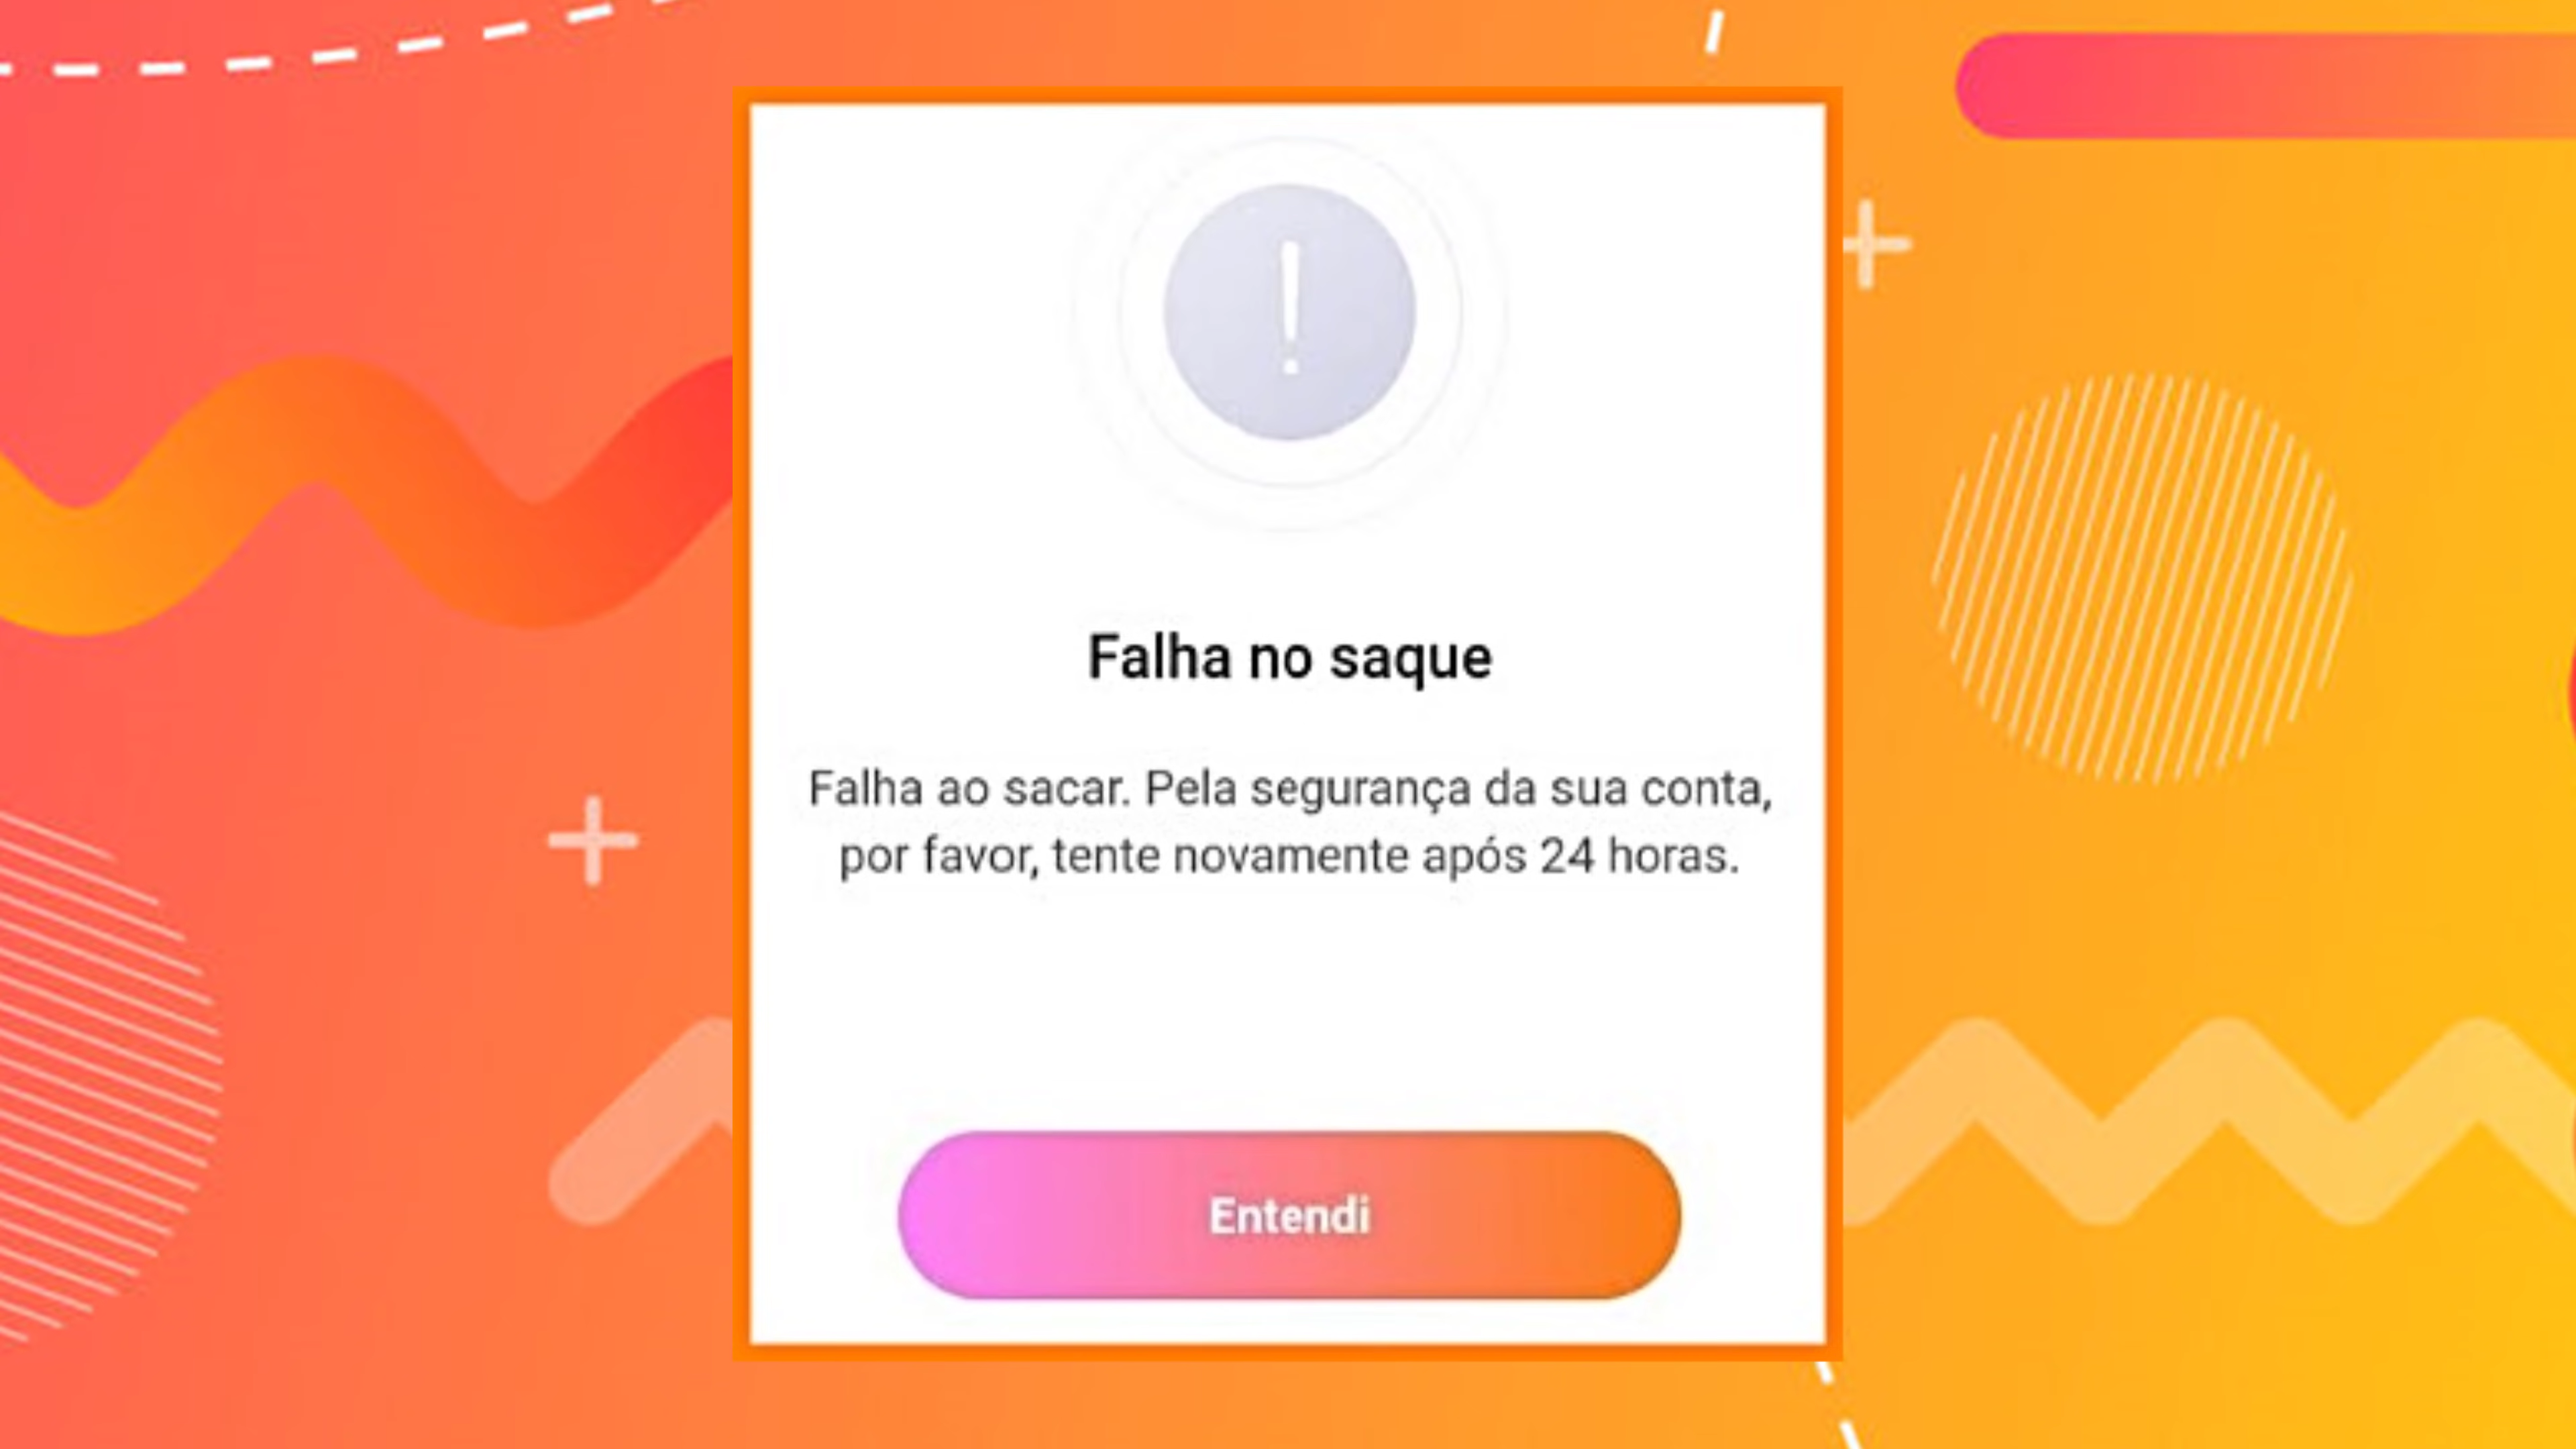 Falha no saque
Falha ao sacar. Pela segurança da sua conta,
por favor, tente novamente após 24 horas.
Entendi